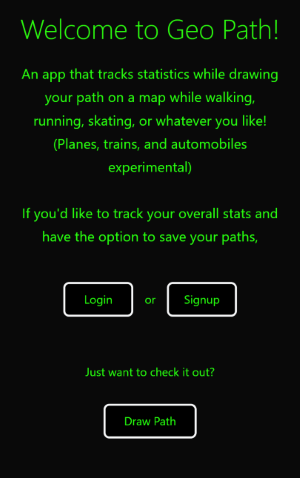 Welcome to Geo Path!
An app that tracks statistics while drawing
your path on a map while walking,
running, skating, or whatever you like!
(Planes, trains, and automobiles
experimental)
If you'd like to track your overall stats and
have the option to save your paths,
Login or Signup
Just want to check it out?
Draw Path